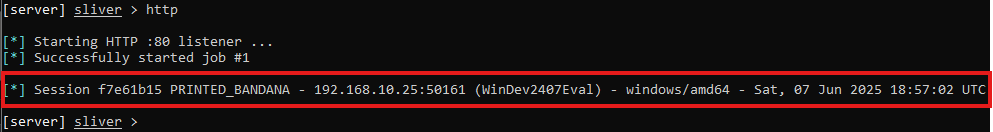 [server] sliver > http
[*] Starting HTTP :80 listener ...
[*] Successfully started job #1
[*] Session f7e61b15 PRINTED_BANDANA - 192.168.10.25:50161 (WinDev2407Eval) - windows/amd64 - Sat, 07 Jun 2025 18:57:02 UTC
[server] sliver >